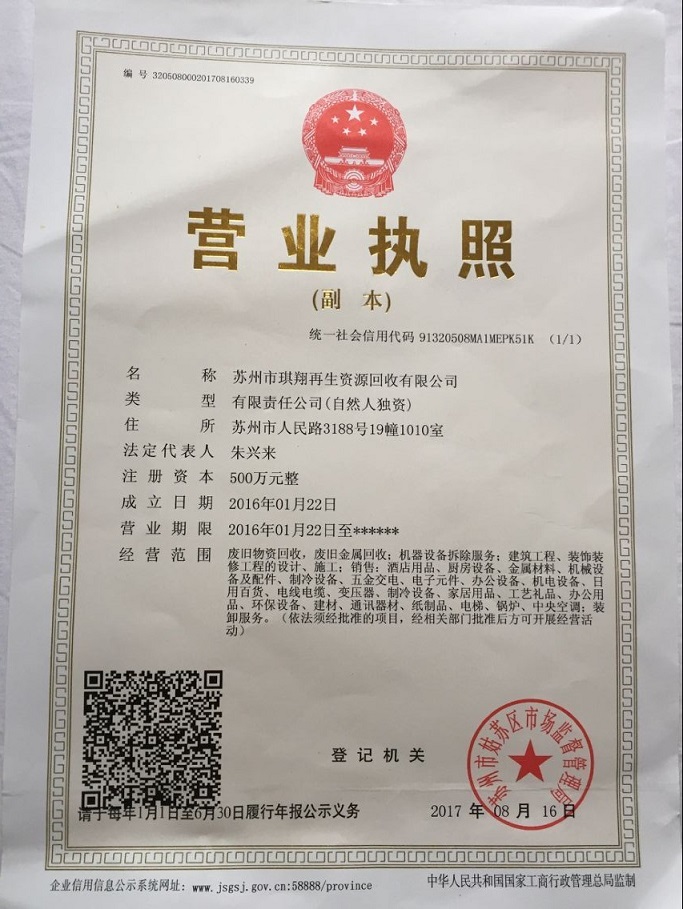 编 号 320508000201708160339
营业执照
(副 本)
统一社会信用代码 91320508MA1MEPK51K (1/1)
名 称 苏州市琪翔再生资源回收有限公司
类 型 有限责任公司(自然人独资)
住 所 苏州市人民路3188号19幢1010室
法定代表人 朱兴来
注 册 资 本 500万元整
成 立 日 期 2016年01月22日
营 业 期 限 2016年01月22日至******
经 营 范 围 废旧物资回收，废旧金属回收；机器设备拆除服务；建筑工程、装饰装
修工程的设计、施工；销售：酒店用品、厨房设备、金属材料、机械设
备及配件、制冷设备、五金交电、电子元件、办公设备、机电设备、日
用百货、电线电缆、变压器、制冷设备、家居用品、工艺礼品、办公用
品、环保设备、建材、通讯器材、纸制品、电梯、锅炉、中央空调；装
卸服务。（依法须经批准的项目，经相关部门批准后方可开展经营活
动）
登 记 机 关
苏州市姑苏区市场监督管理局
请于每年1月1日至6月30日履行年报公示义务
2017 年 08 月 16 日
企业信用信息公示系统网址：www.jsgsj.gov.cn:58888/province
中华人民共和国国家工商行政管理总局监制